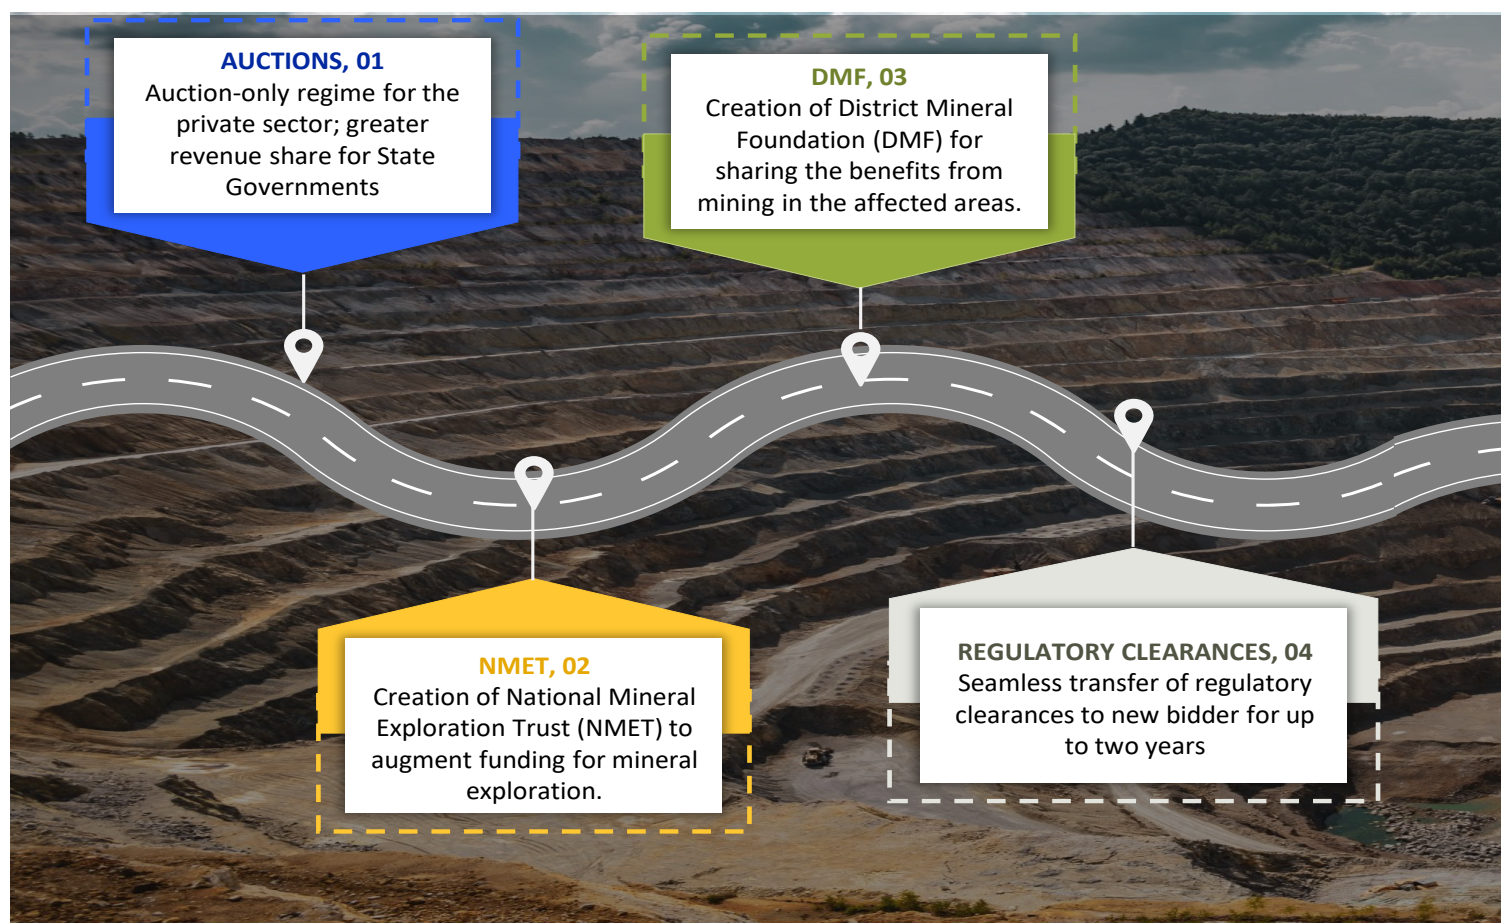 AUCTIONS, 01
Auction-only regime for the
private sector; greater
revenue share for State
Governments
NMET, 02
Creation of National Mineral
Exploration Trust (NMET) to
augment funding for mineral
exploration.
DMF, 03
Creation of District Mineral
Foundation (DMF) for
sharing the benefits from
mining in the affected areas.
REGULATORY CLEARANCES, 04
Seamless transfer of regulatory
clearances to new bidder for up
to two years